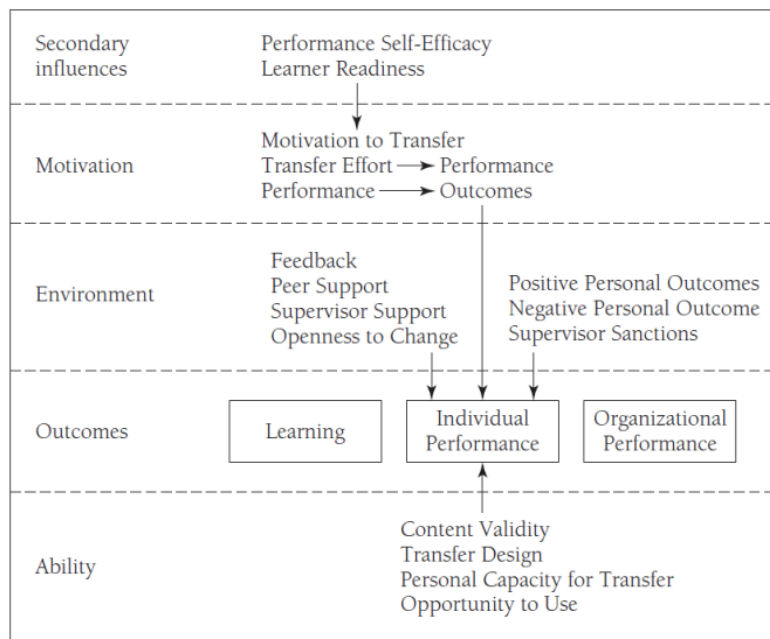 Secondary influences
Performance Self-Efficacy
Learner Readiness
Motivation
Motivation to Transfer
Transfer Effort → Performance
Performance → Outcomes
Environment
Feedback
Peer Support
Supervisor Support
Openness to Change
Positive Personal Outcomes
Negative Personal Outcome
Supervisor Sanctions
Outcomes
Learning
Individual
Performance
Organizational
Performance
Ability
Content Validity
Transfer Design
Personal Capacity for Transfer
Opportunity to Use